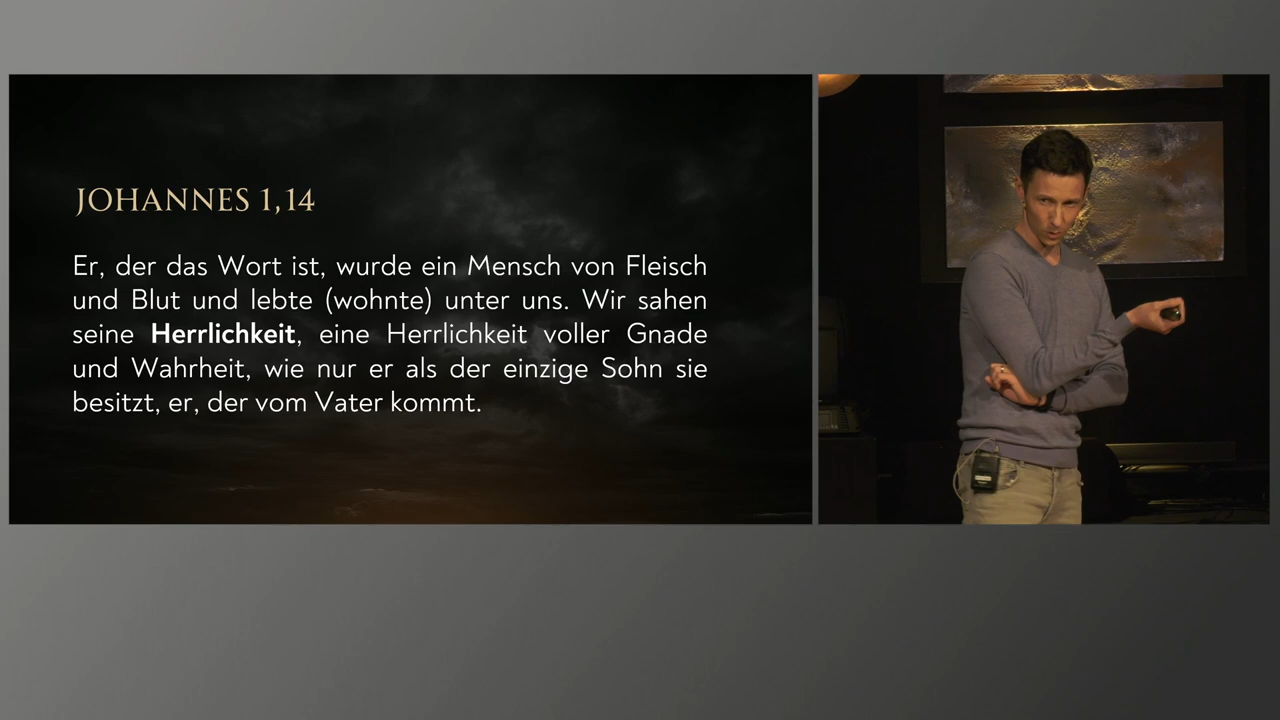 JOHANNES 1,14
Er, der das Wort ist, wurde ein Mensch von Fleisch
und Blut und lebte (wohnte) unter uns. Wir sahen
seine Herrlichkeit, eine Herrlichkeit voller Gnade
und Wahrheit, wie nur er als der einzige Sohn sie
besitzt, er, der vom Vater kommt.